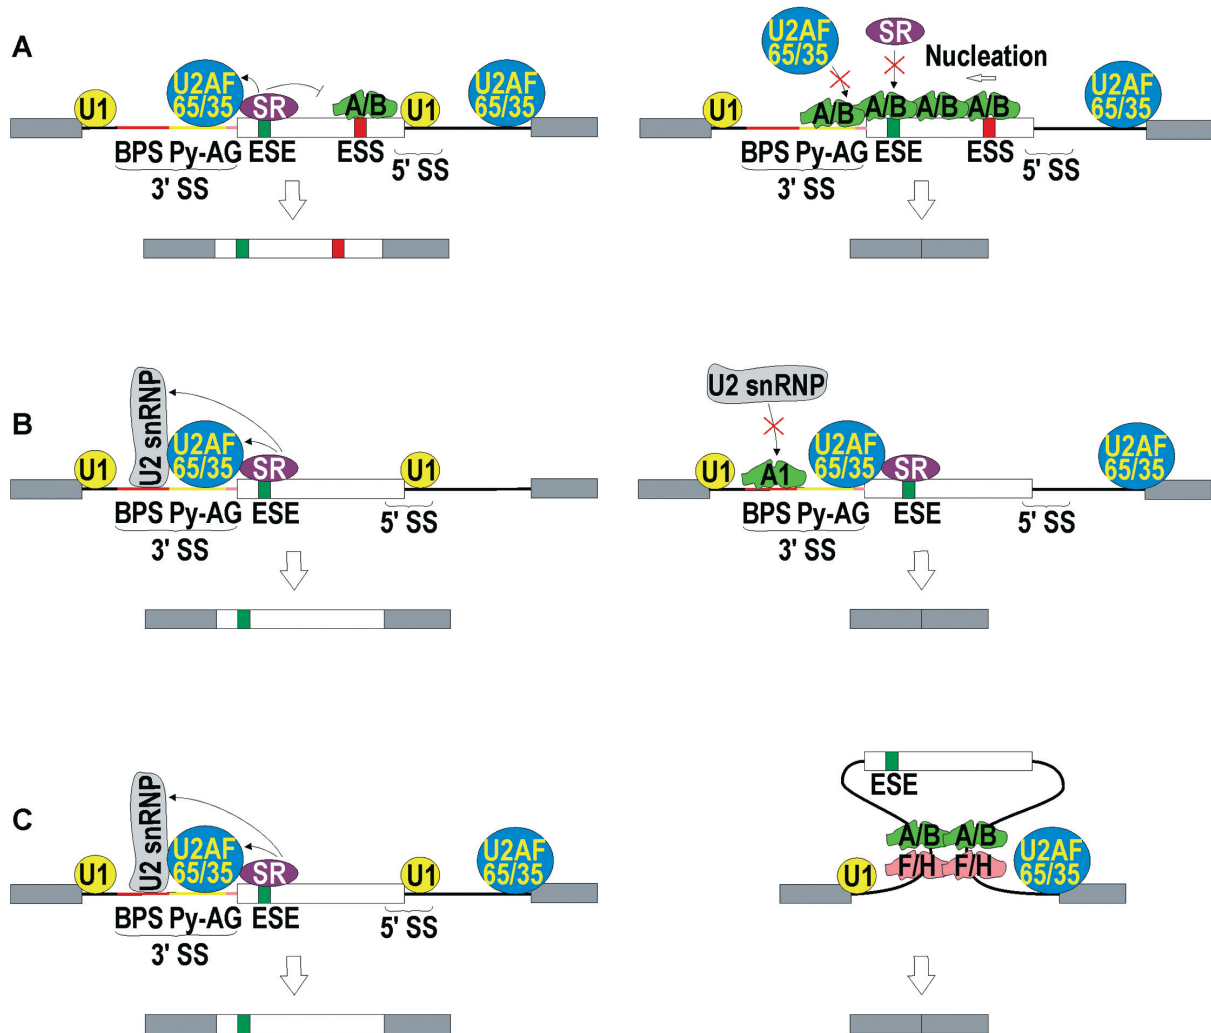 A
U1
U2AF
65/35
SR
A/B
U1
U2AF
65/35
BPS Py-AG ESE ESS
5' SS
3' SS
U2AF
65/35
SR
Nucleation
U1
A/B
A/B
A/B
A/B
U2AF
65/35
BPS Py-AG ESE ESS
5' SS
3' SS
B
U2 snRNP
U1
U2AF
65/35
SR
U1
BPS Py-AG ESE
5' SS
3' SS
U2 snRNP
U1
A1
U2AF
65/35
SR
U2AF
65/35
BPS Py-AG ESE
5' SS
3' SS
C
U2 snRNP
U1
U2AF
65/35
SR
U1
U2AF
65/35
BPS Py-AG ESE
5' SS
3' SS
ESE
A/B A/B
F/H F/H
U1
U2AF
65/35